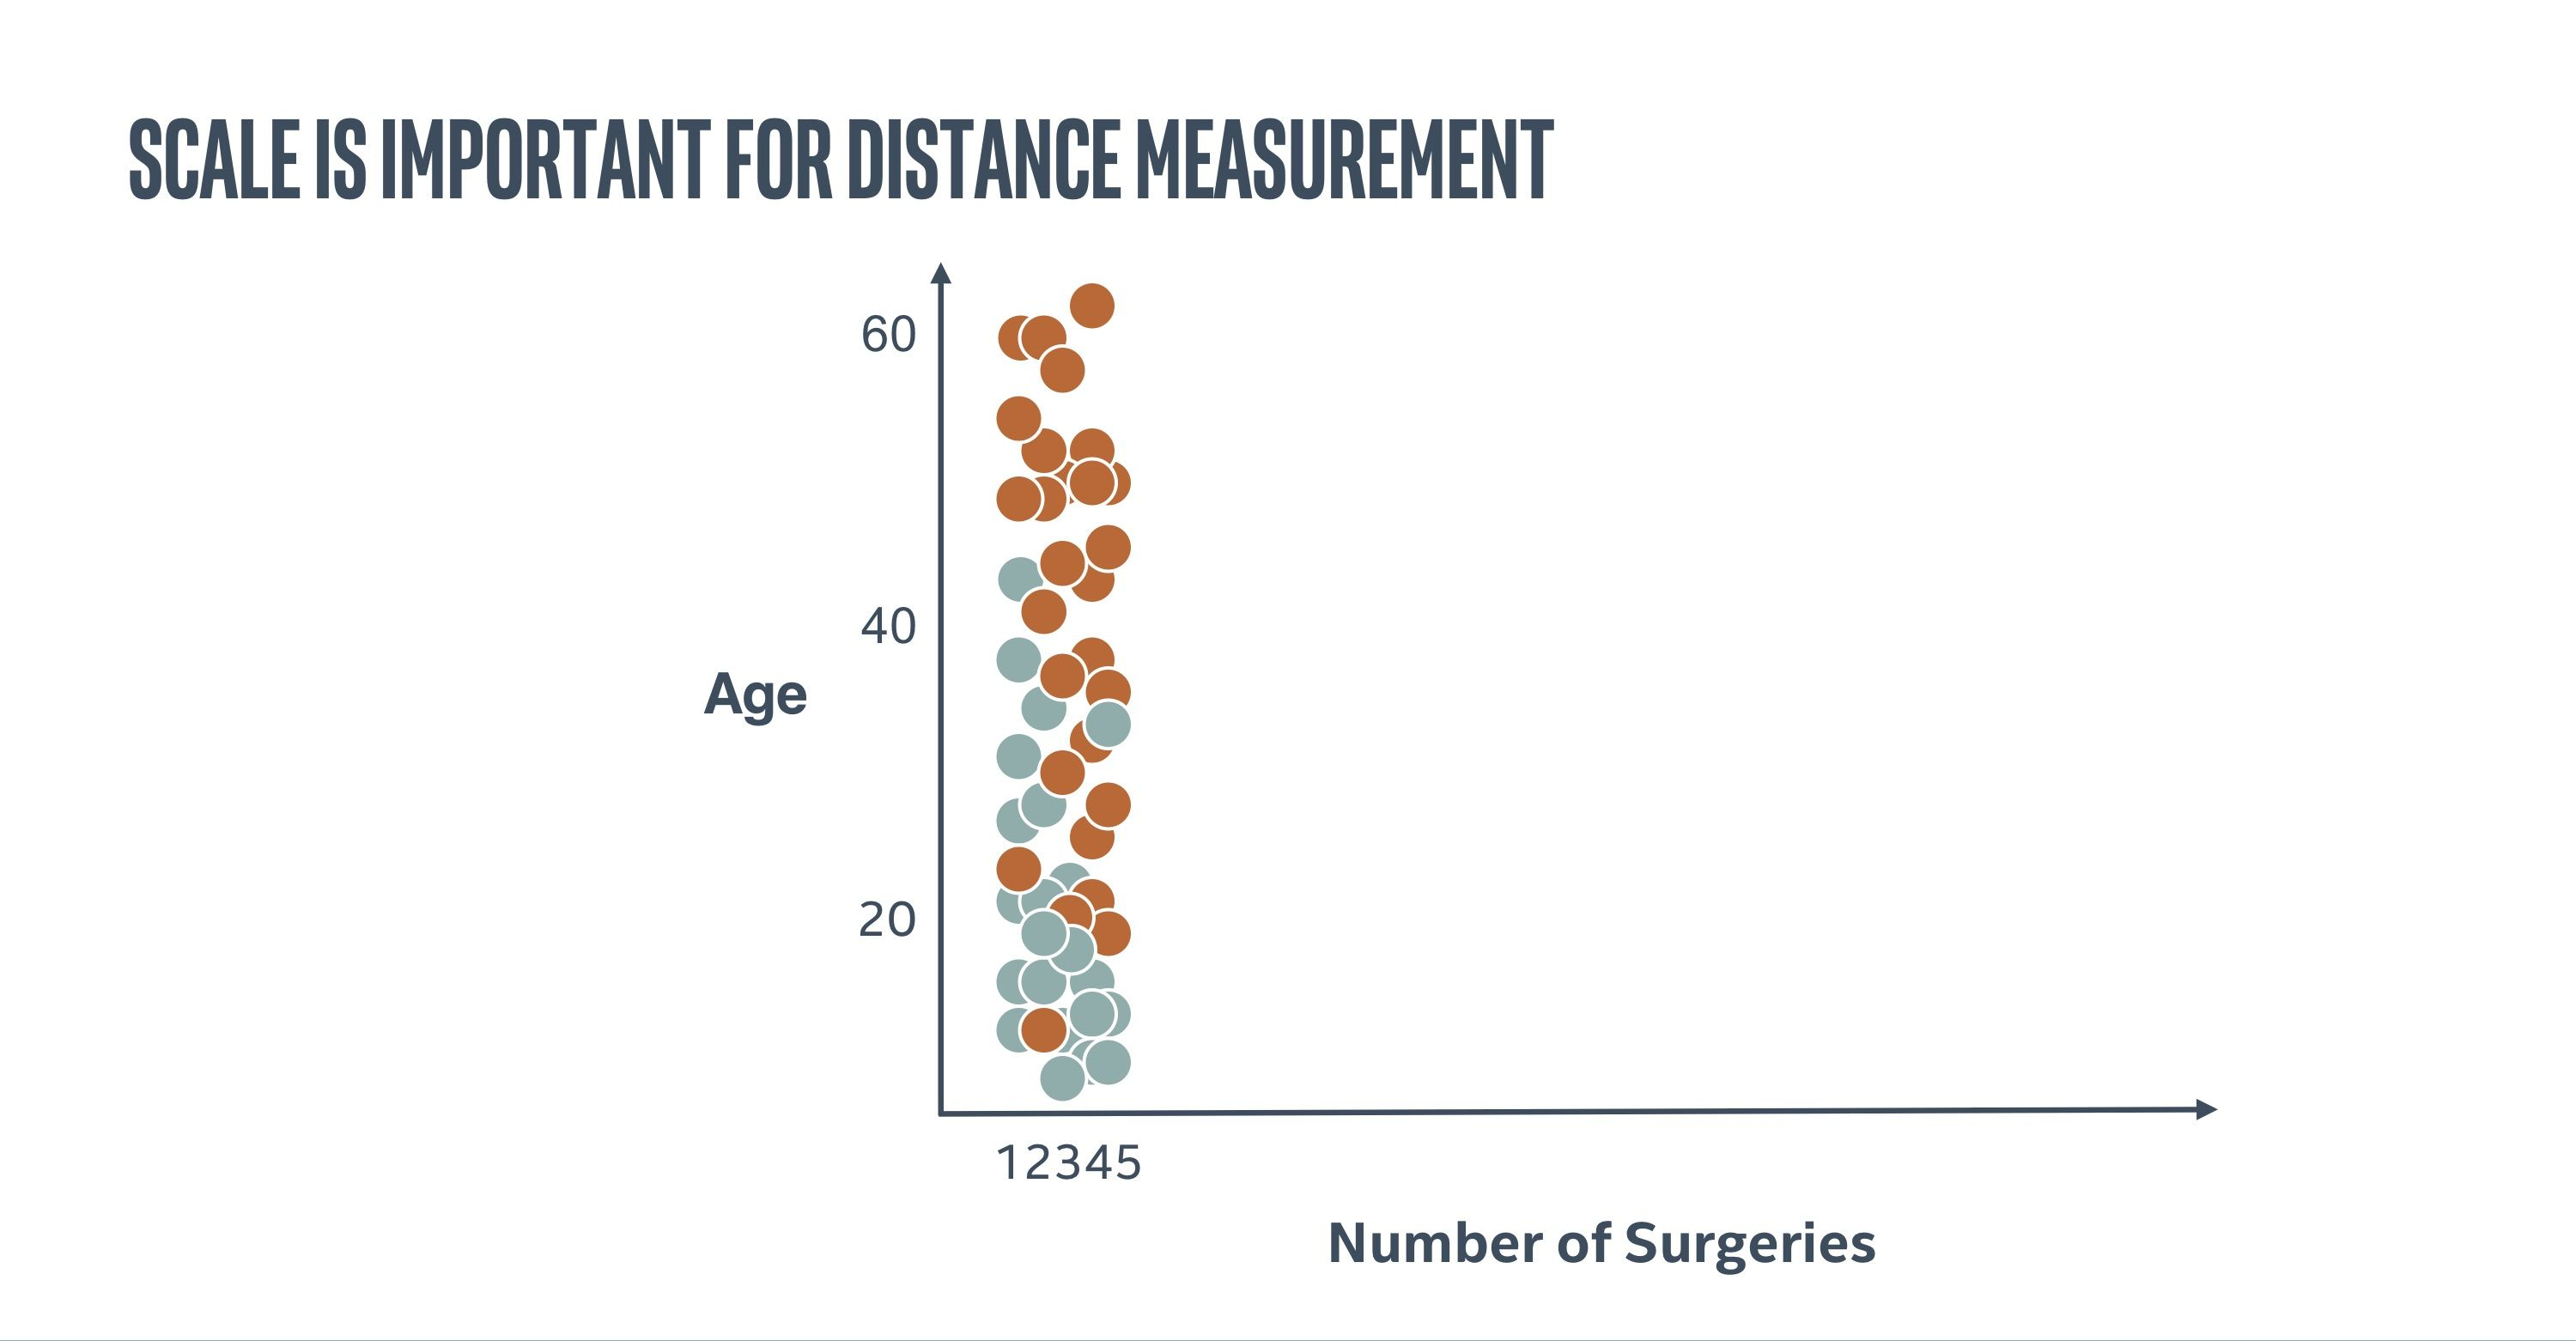 SCALE IS IMPORTANT FOR DISTANCE MEASUREMENT
60
40
Age
20
12345
Number of Surgeries